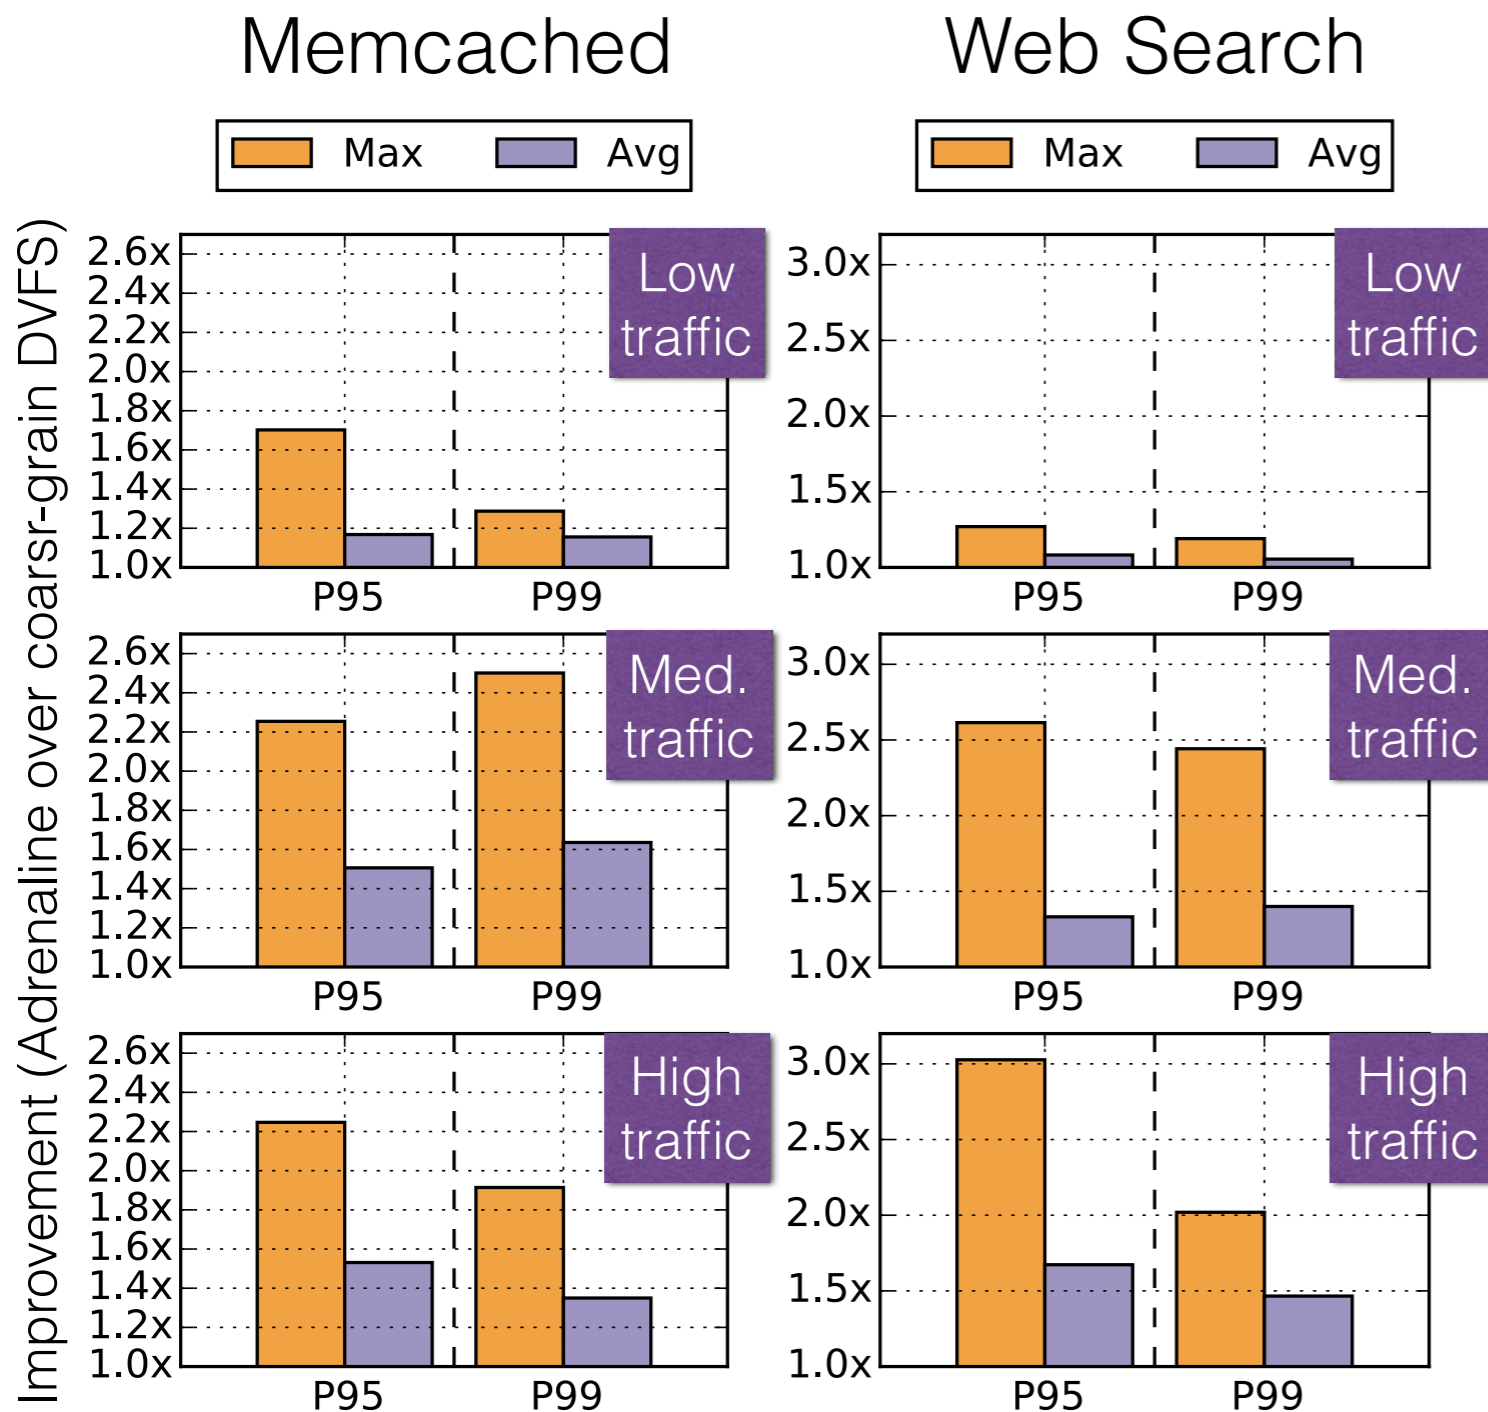 Memcached
Web Search
Max Avg
Max Avg
Improvement (Adrenaline over coarsr-grain DVFS)
2.6x
2.4x
2.2x
2.0x
1.8x
1.6x
1.4x
1.2x
1.0x
P95 P99
Low
traffic
3.0x
2.5x
2.0x
1.5x
1.0x
P95 P99
Low
traffic
2.6x
2.4x
2.2x
2.0x
1.8x
1.6x
1.4x
1.2x
1.0x
P95 P99
Med.
traffic
3.0x
2.5x
2.0x
1.5x
1.0x
P95 P99
Med.
traffic
2.6x
2.4x
2.2x
2.0x
1.8x
1.6x
1.4x
1.2x
1.0x
P95 P99
High
traffic
3.0x
2.5x
2.0x
1.5x
1.0x
P95 P99
High
traffic